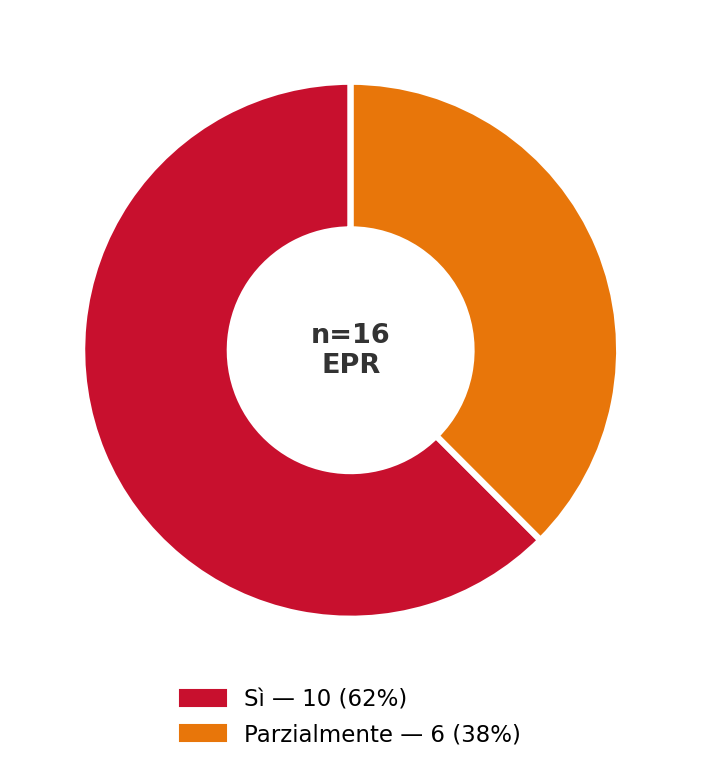 n=16
EPR
Sì — 10 (62%)
Parzialmente — 6 (38%)